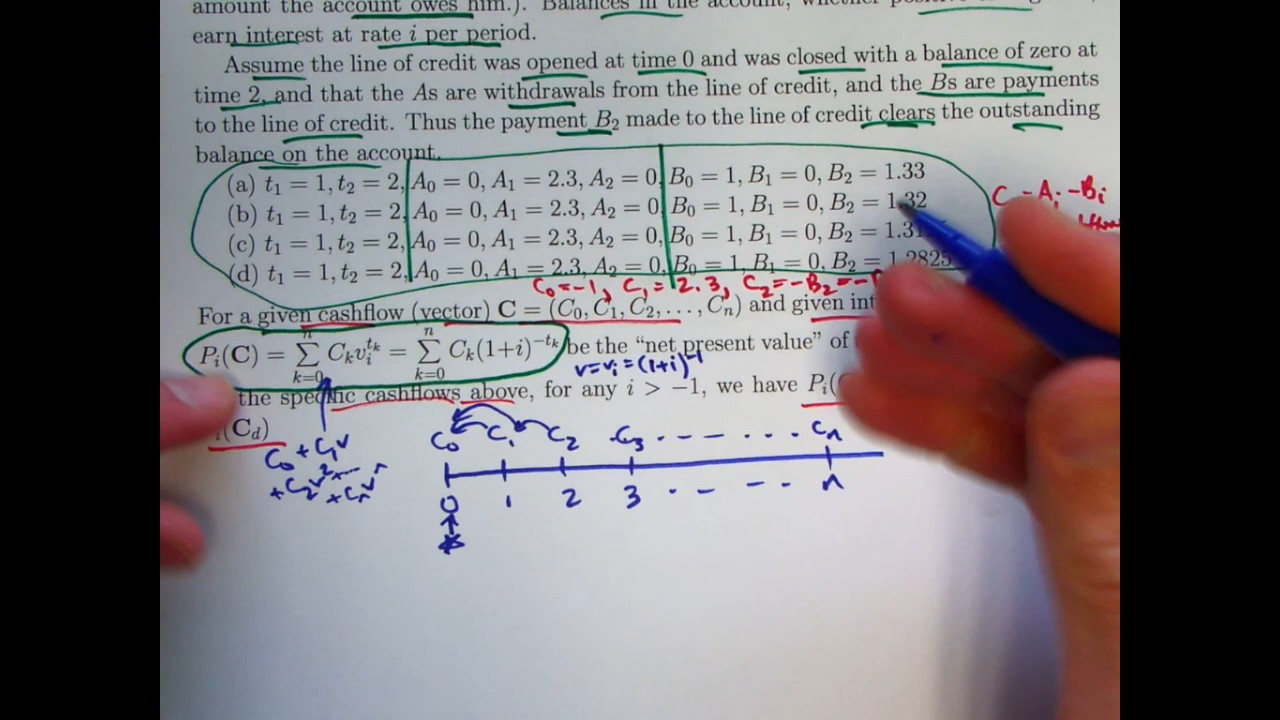 amount the account owes him.). Balances in the account, whether
earn interest at rate i per period.
Assume the line of credit was opened at time 0 and was closed with a balance of zero at
time 2, and that the As are withdrawals from the line of credit, and the Bs are payments
to the line of credit. Thus the payment B₂ made to the line of credit clears the outstanding
balance on the account.
(a) t₁ = 1, t₂ = 2, A₀ = 0, A₁ = 2.3, A₂ = 0, B₀ = 1, B₁ = 0, B₂ = 1.33
(b) t₁ = 1, t₂ = 2, A₀ = 0, A₁ = 2.3, A₂ = 0, B₀ = 1, B₁ = 0, B₂ = 1.32
(c) t₁ = 1, t₂ = 2, A₀ = 0, A₁ = 2.3, A₂ = 0, B₀ = 1, B₁ = 0, B₂ =
(d) t₁ = 1, t₂ = 2, A₀ = 0, A₁ = 2.3, A₂ = 0, B₀ = 1, B₁ = 0, B₂ = 1.2825
C₀ = -1, C₁ = 2.3, C₂ = -B₂ = -
For a given cashflow (vector) C = (C₀, C₁, C₂, . . . , Cₙ) and given
Pᵢ(C) = ∑ₖ₌₀ⁿ Cₖvᵢ^tₖ = ∑ₖ₌₀ⁿ Cₖ(1+i)^-tₖ be the "net present value" of
v = vᵢ = (1+i)⁻¹
the specific cashflows above, for any i > −1, we have Pᵢ(
ᵢ(C_d)
C₀ + C₁v
+ C₂v² + ...
+ Cₙvⁿ
C₀ C₁ C₂ C₃ - - - . . . Cₙ
0 1 2 3 . - - - . n